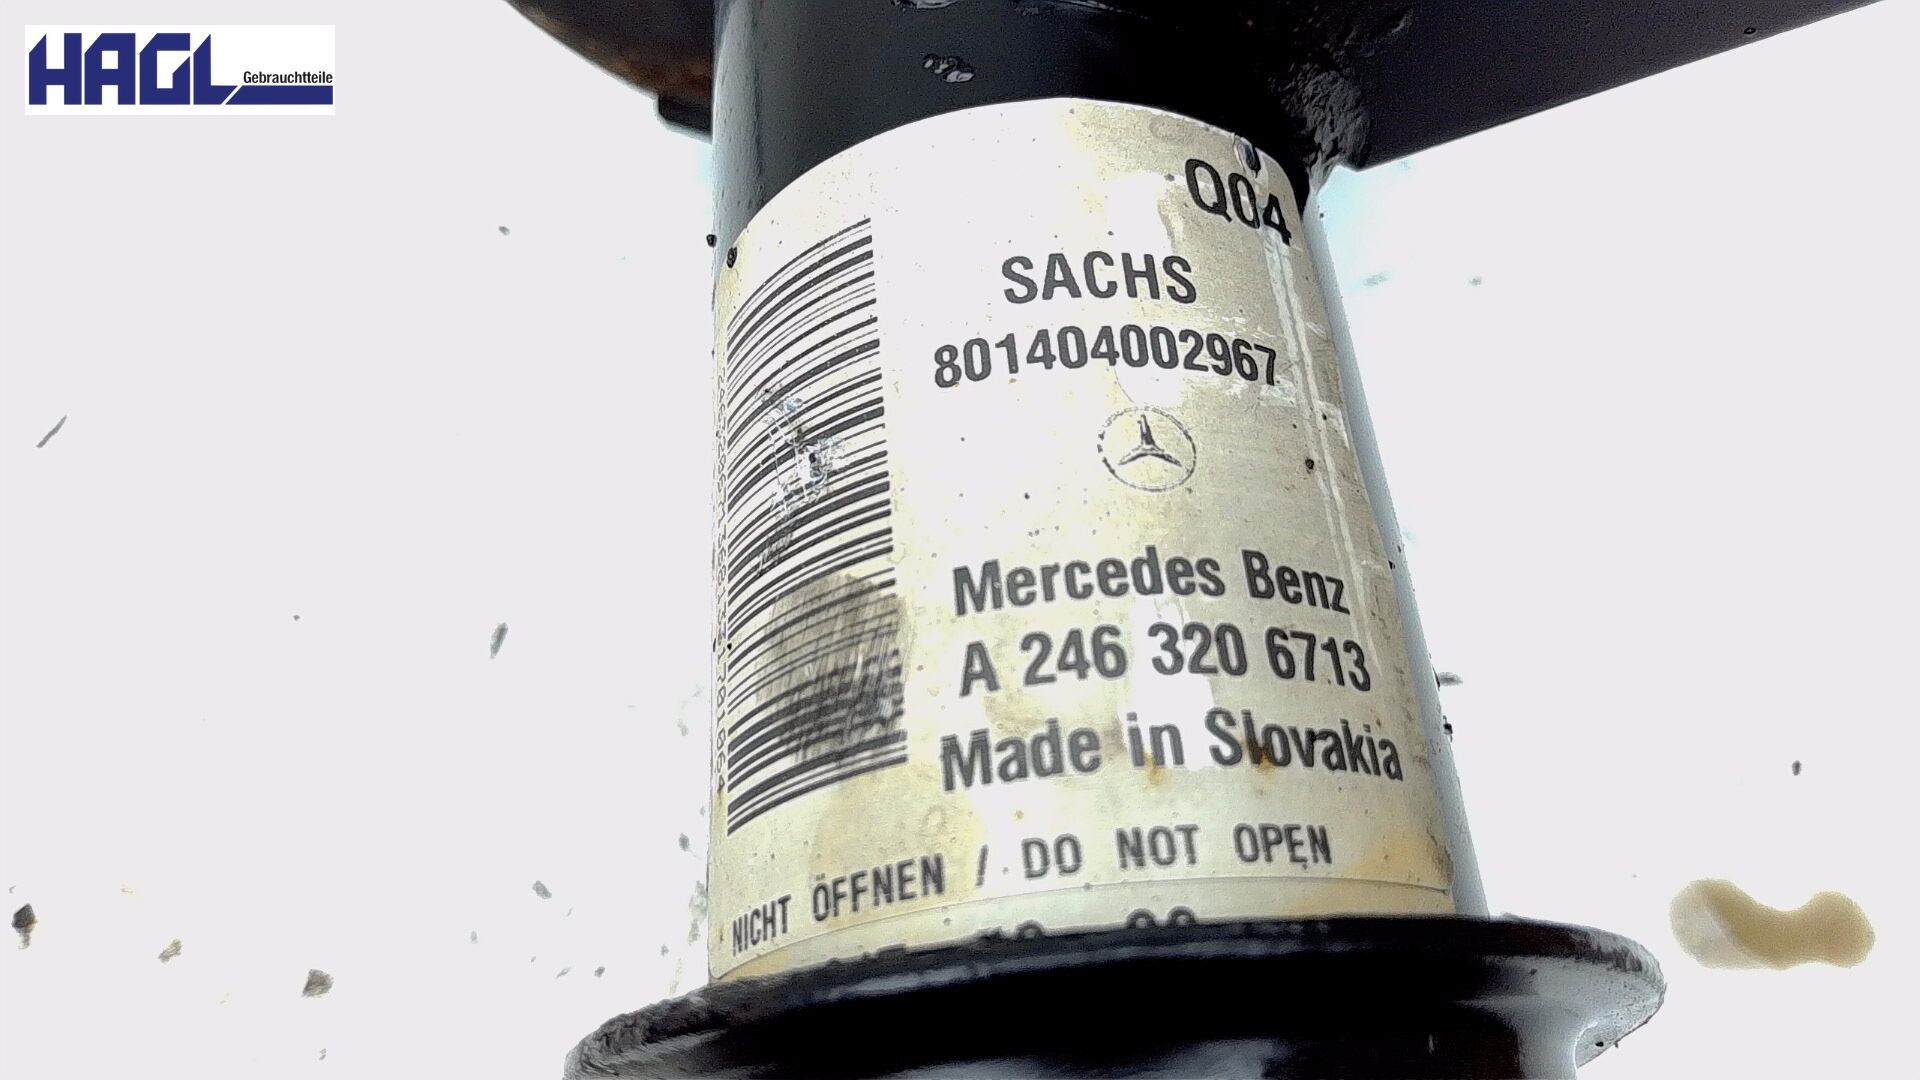 HAGL
Gebrauchtteile
Q04
SACHS
801404002967
Mercedes Benz
A 246 320 6713
Made in Slovakia
NICHT ÖFFNEN / DO NOT OPEN